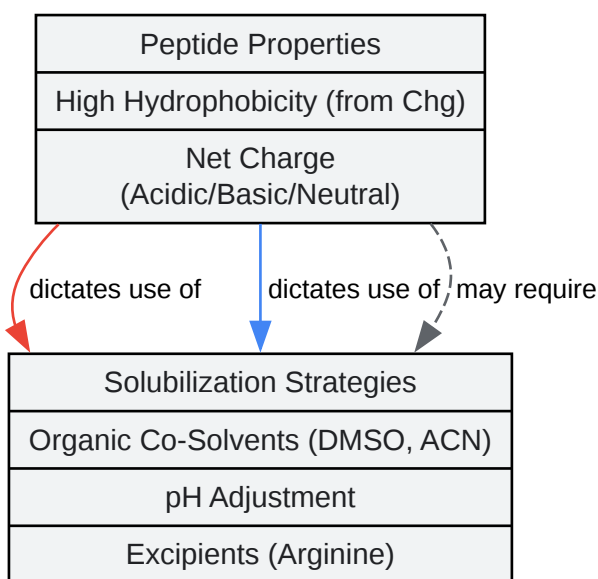 Peptide Properties
High Hydrophobicity (from Chg)
Net Charge
(Acidic/Basic/Neutral)
dictates use of
dictates use of
may require
Solubilization Strategies
Organic Co-Solvents (DMSO, ACN)
pH Adjustment
Excipients (Arginine)